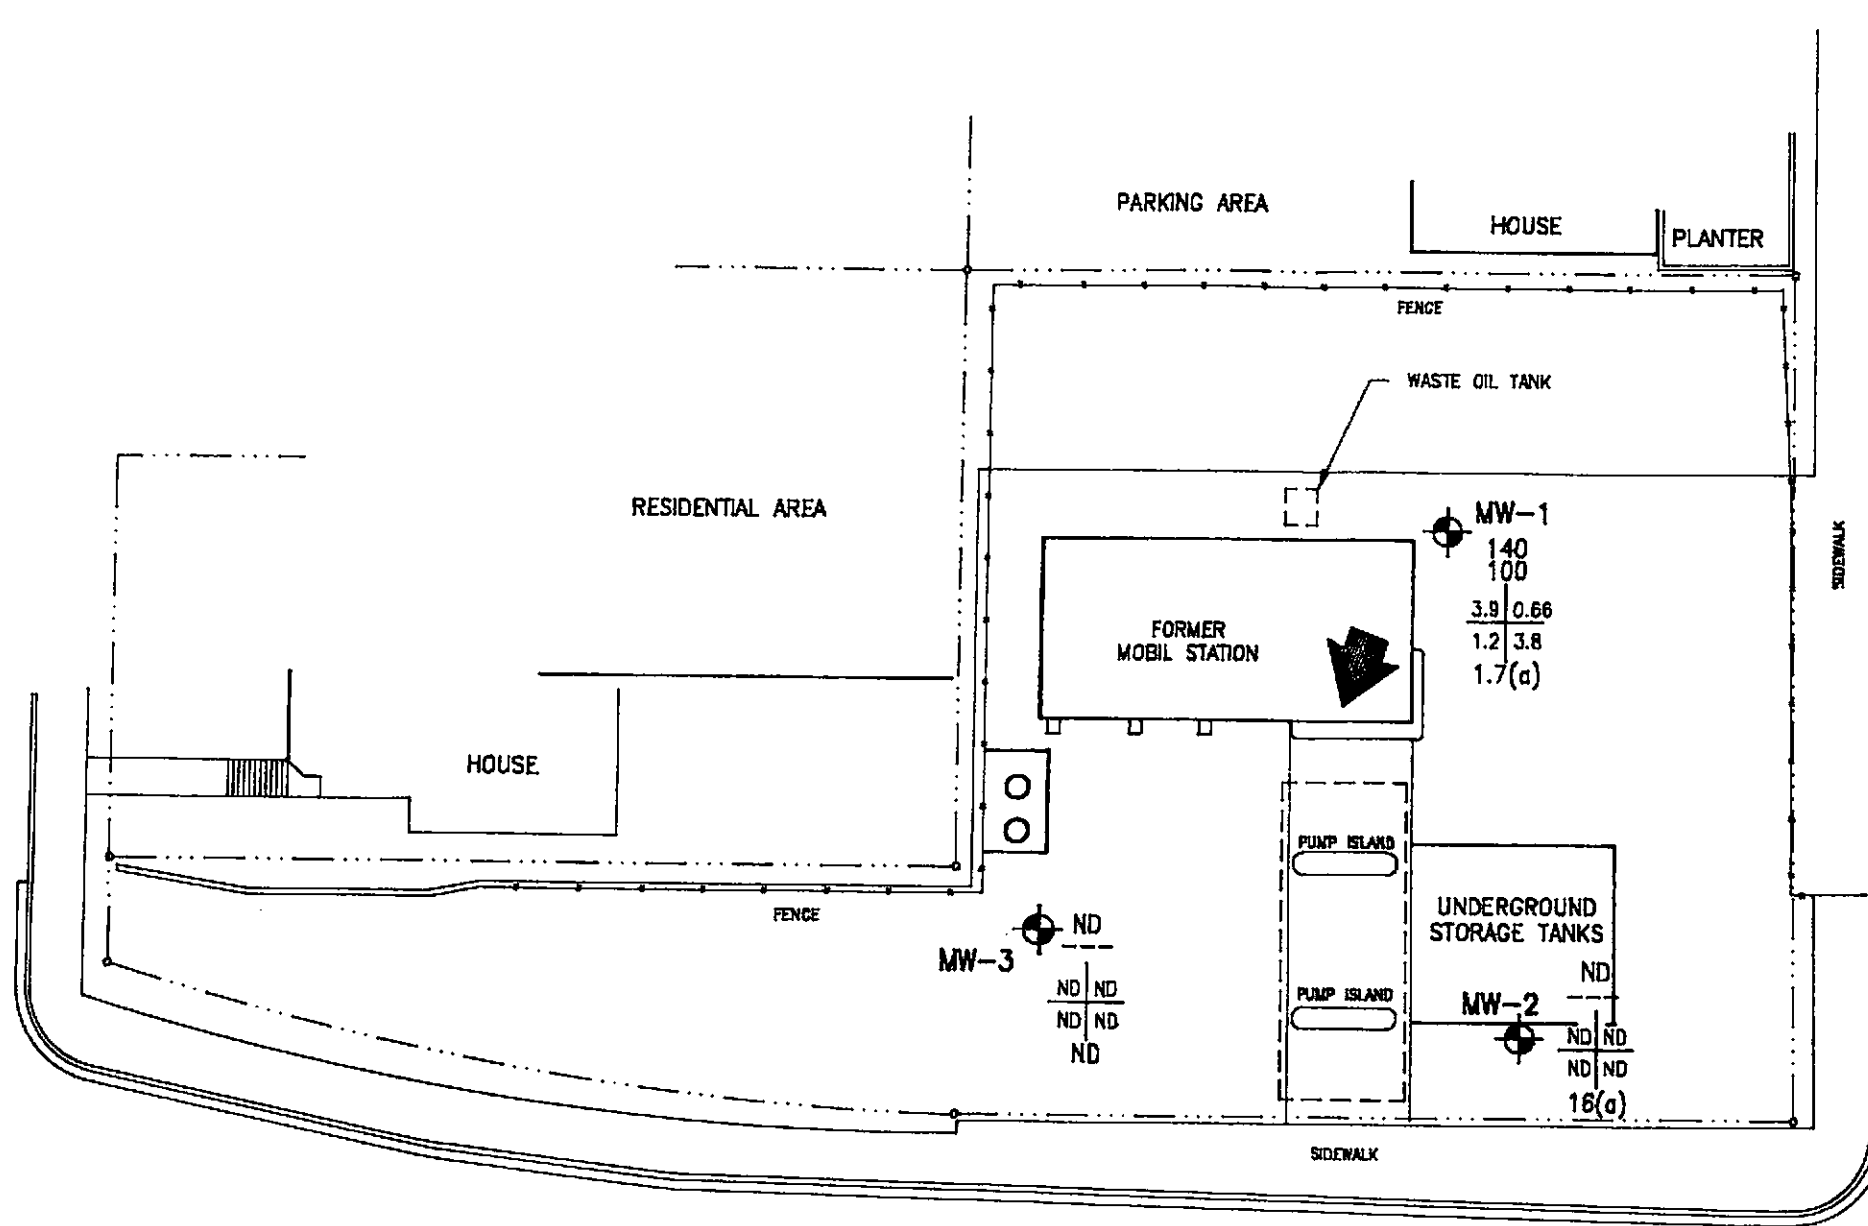 PARKING AREA
HOUSE
PLANTER
FENCE
WASTE OIL TANK
RESIDENTIAL AREA
MW-1
140
100
3.9 0.66
1.2 3.8
1.7(a)
SIDEWALK
FORMER
MOBIL STATION
HOUSE
PUMP ISLAND
UNDERGROUND
STORAGE TANKS
FENCE
MW-3
ND
---
ND ND
ND ND
ND
PUMP ISLAND
MW-2
ND
---
ND ND
ND ND
16(a)
SIDEWALK